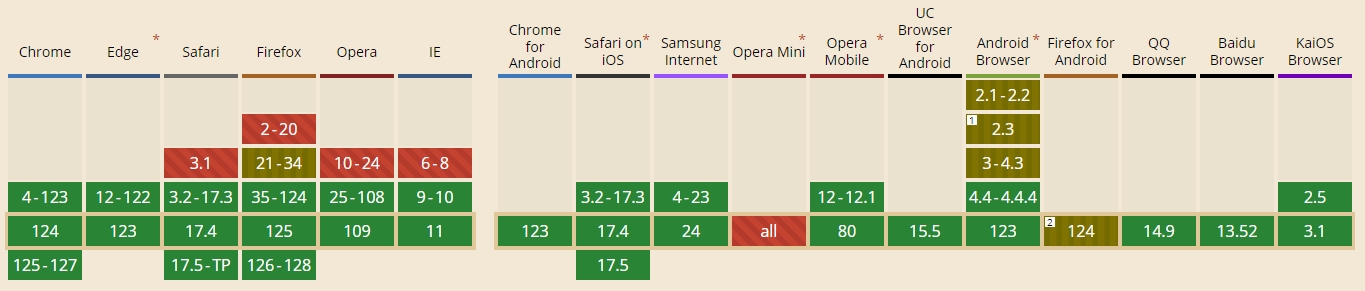 Chrome
Edge *
Safari
Firefox
Opera
IE
Chrome
for
Android
Safari on *
iOS
Samsung
Internet
Opera Mini *
Opera *
Mobile
UC
Browser
for
Android
Android *
Browser
Firefox for
Android
QQ
Browser
Baidu
Browser
KaiOS
Browser
2.1-2.2
2-20
1 2.3
3.1 21-34 10-24 6-8
3-4.3
4-123 12-122 3.2-17.3 35-124 25-108 9-10
3.2-17.3 4-23 12-12.1 4.4-4.4.4 2.5
124 123 17.4 125 109 11
123 17.4 24 all 80 15.5 123 2 124 14.9 13.52 3.1
125-127 17.5-TP 126-128
17.5